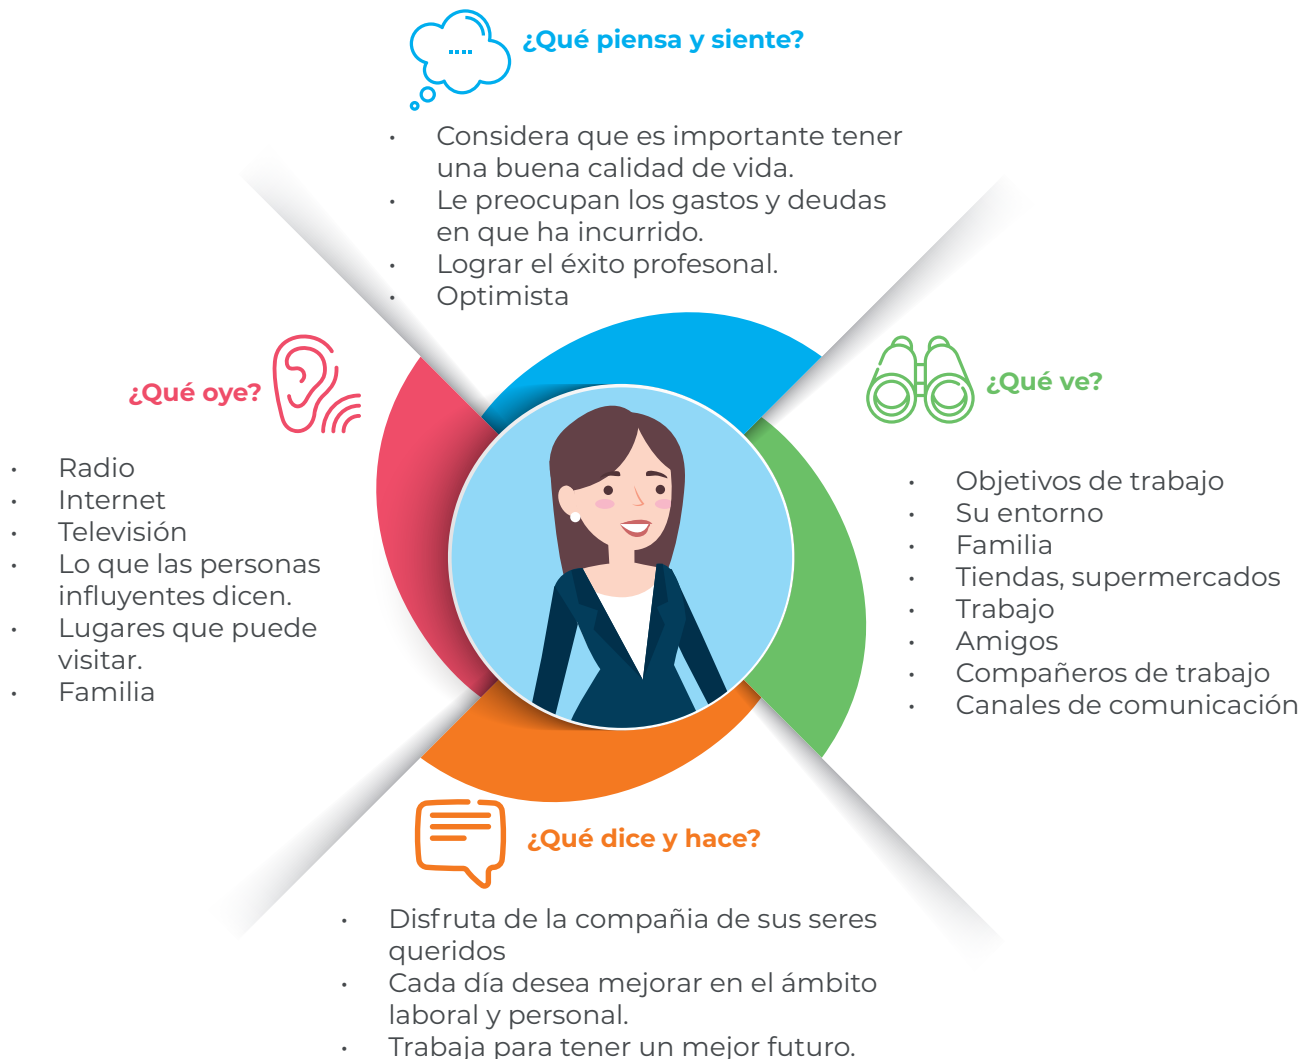 ¿Qué piensa y siente?
• Considera que es importante tener
una buena calidad de vida.
• Le preocupan los gastos y deudas
en que ha incurrido.
• Lograr el éxito profesonal.
• Optimista
¿Qué oye?
• Radio
• Internet
• Televisión
• Lo que las personas
influyentes dicen.
• Lugares que puede
visitar.
• Familia
¿Qué ve?
• Objetivos de trabajo
• Su entorno
• Familia
• Tiendas, supermercados
• Trabajo
• Amigos
• Compañeros de trabajo
• Canales de comunicación
¿Qué dice y hace?
• Disfruta de la compañia de sus seres
queridos
• Cada día desea mejorar en el ámbito
laboral y personal.
• Trabaja para tener un mejor futuro.